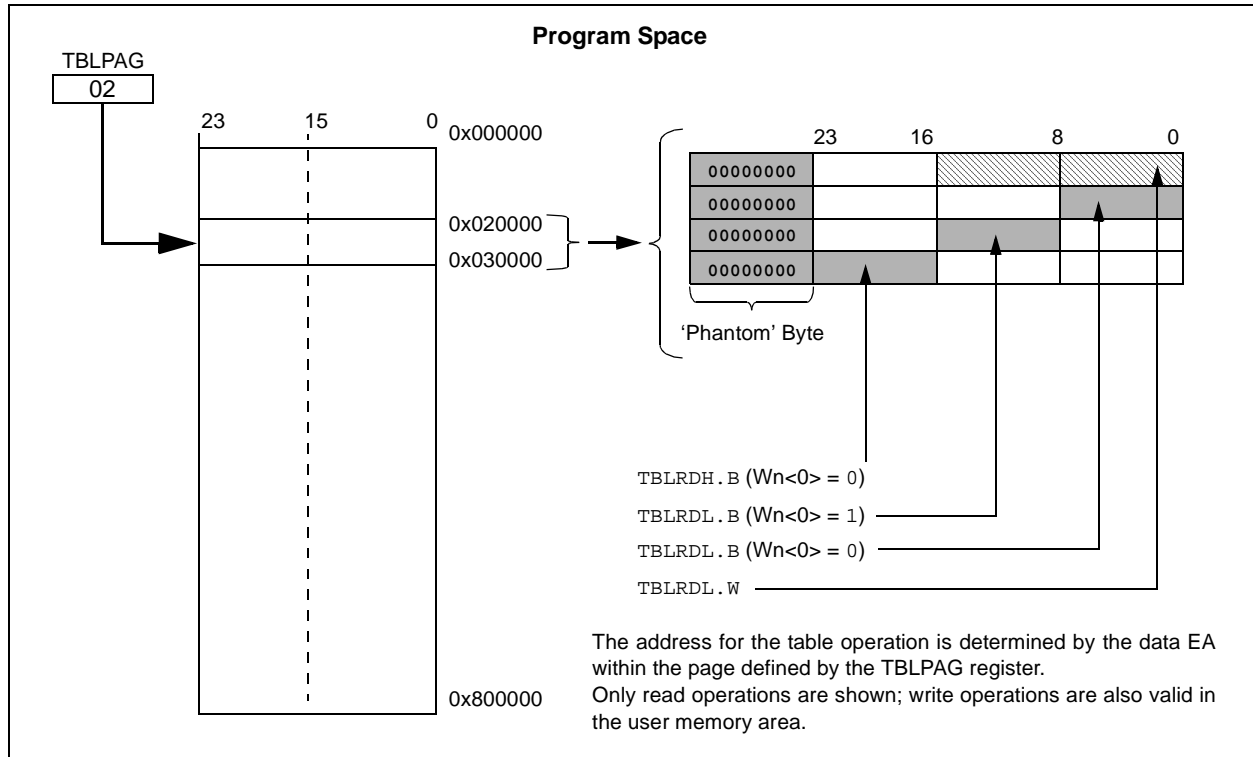 Program Space
TBLPAG
02
23 15 0
0x000000
0x020000
0x030000
0x800000
23 16 8 0
00000000
00000000
00000000
00000000
‘Phantom’ Byte
TBLRDH.B (Wn<0> = 0)
TBLRDL.B (Wn<0> = 1)
TBLRDL.B (Wn<0> = 0)
TBLRDL.W
The address for the table operation is determined by the data EA
within the page defined by the TBLPAG register.
Only read operations are shown; write operations are also valid in
the user memory area.